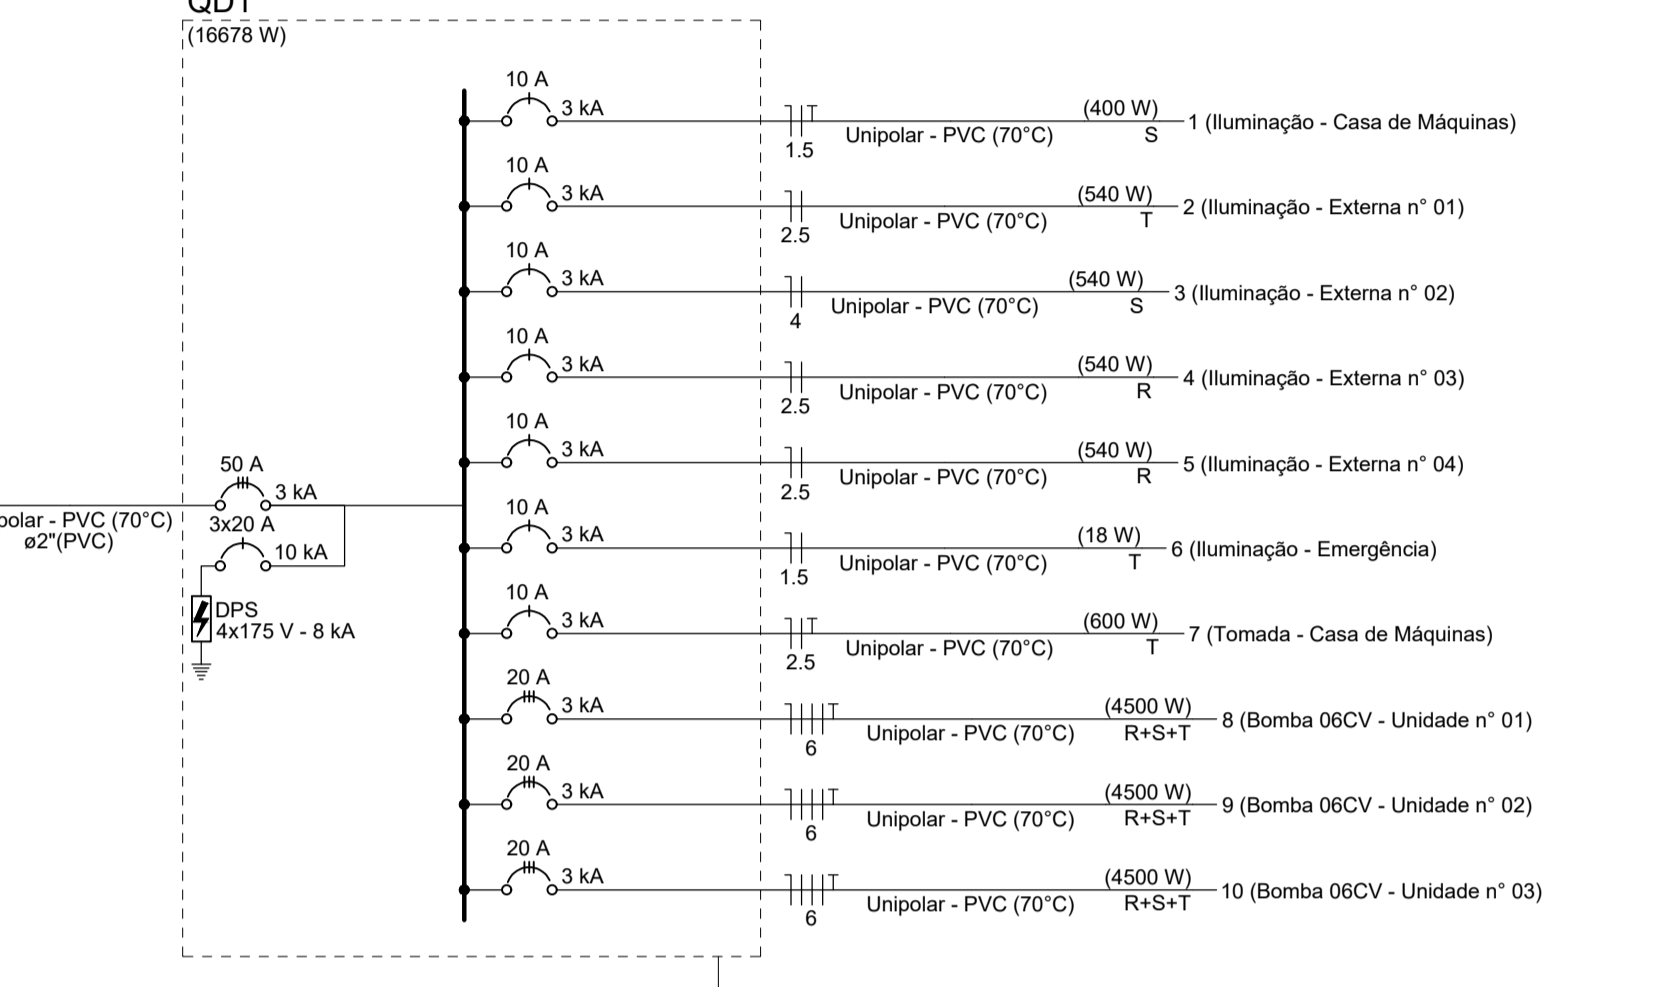 QD1
(16678 W)
10 A
3 kA
1.5
Unipolar - PVC (70°C)
(400 W)
S
1 (Iluminação - Casa de Máquinas)
10 A
3 kA
2.5
Unipolar - PVC (70°C)
(540 W)
T
2 (Iluminação - Externa n° 01)
10 A
3 kA
4
Unipolar - PVC (70°C)
(540 W)
S
3 (Iluminação - Externa n° 02)
10 A
3 kA
2.5
Unipolar - PVC (70°C)
(540 W)
R
4 (Iluminação - Externa n° 03)
10 A
3 kA
2.5
Unipolar - PVC (70°C)
(540 W)
R
5 (Iluminação - Externa n° 04)
50 A
3 kA
polar - PVC (70°C)
ø2"(PVC)
3x20 A
10 kA
DPS
4x175 V - 8 kA
10 A
3 kA
1.5
Unipolar - PVC (70°C)
(18 W)
T
6 (Iluminação - Emergência)
10 A
3 kA
2.5
Unipolar - PVC (70°C)
(600 W)
T
7 (Tomada - Casa de Máquinas)
20 A
3 kA
6
Unipolar - PVC (70°C)
(4500 W)
R+S+T
8 (Bomba 06CV - Unidade n° 01)
20 A
3 kA
6
Unipolar - PVC (70°C)
(4500 W)
R+S+T
9 (Bomba 06CV - Unidade n° 02)
20 A
3 kA
6
Unipolar - PVC (70°C)
(4500 W)
R+S+T
10 (Bomba 06CV - Unidade n° 03)